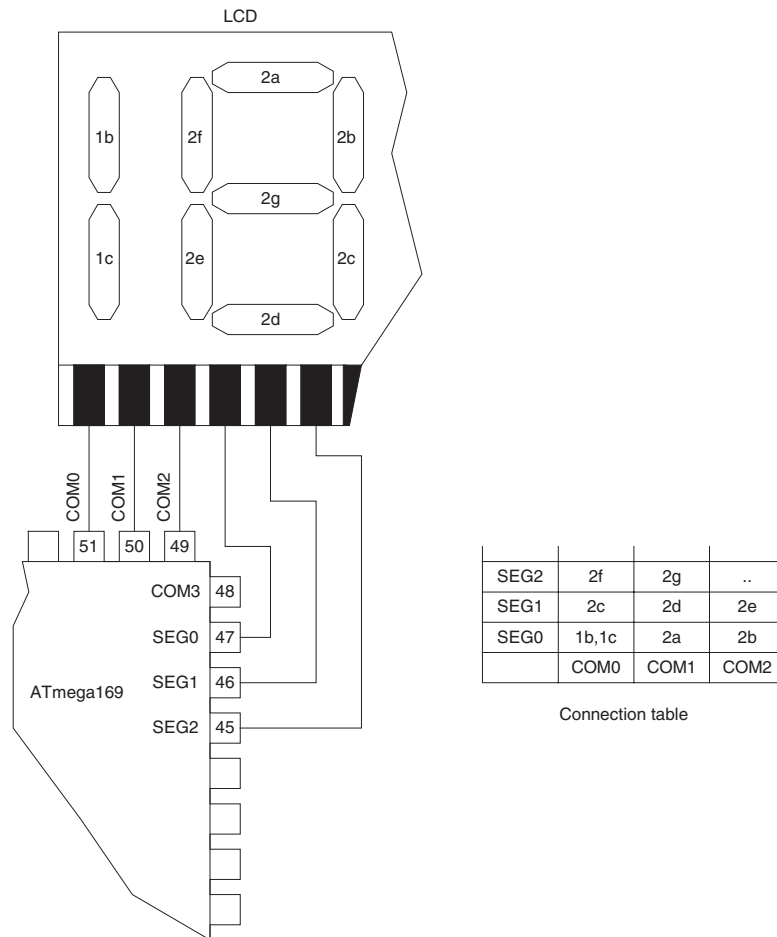 LCD
2a
1b 2f 2b
2g
1c 2e 2c
2d
COM0 COM1 COM2
51 50 49
COM3 48
SEG0 47
ATmega169 SEG1 46
SEG2 45
SEG2 2f 2g ..
SEG1 2c 2d 2e
SEG0 1b,1c 2a 2b
COM0 COM1 COM2
Connection table